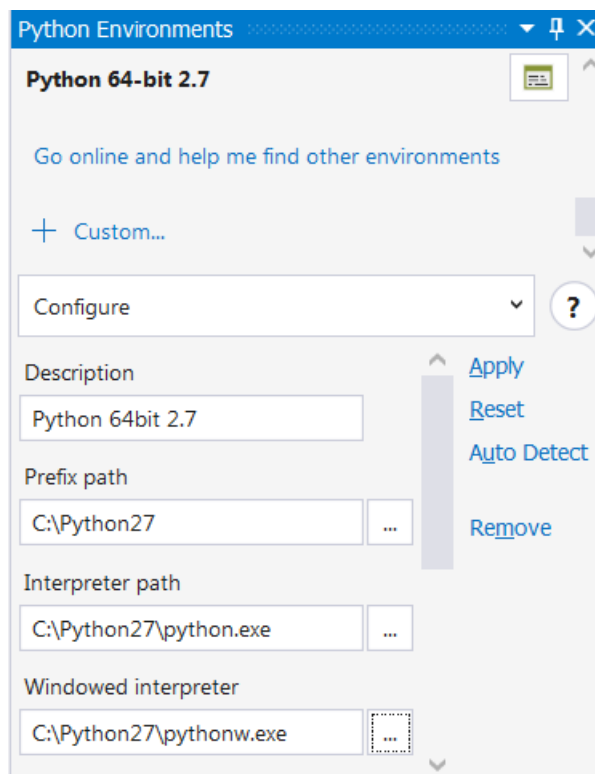 Python Environments
Python 64-bit 2.7
Go online and help me find other environments
+ Custom...
Configure
?
Description
Python 64bit 2.7
Prefix path
C:\Python27
...
Interpreter path
C:\Python27\python.exe
...
Windowed interpreter
C:\Python27\pythonw.exe
...
Apply
Reset
Auto Detect
Remove